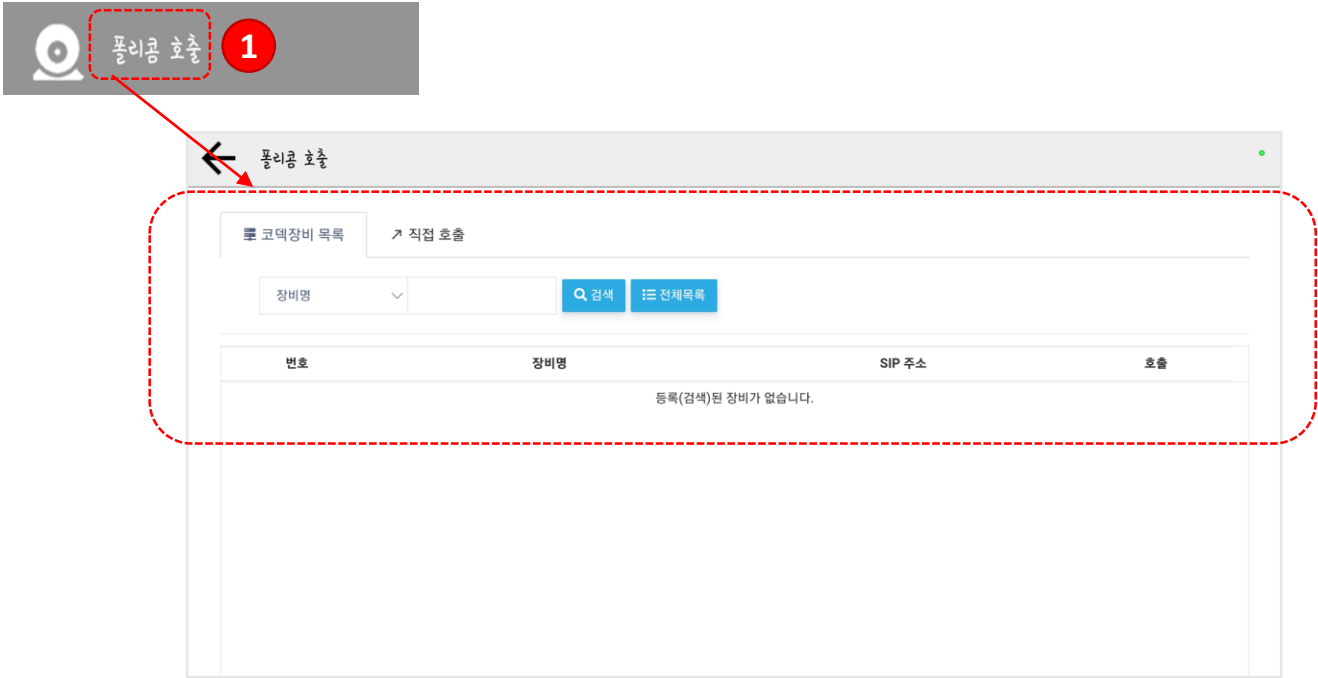 폴리콤 호출 1
폴리콤 호출
코덱장비 목록 직접 호출
장비명 검색 전체목록
번호 장비명 SIP 주소 호출
등록(검색)된 장비가 없습니다.